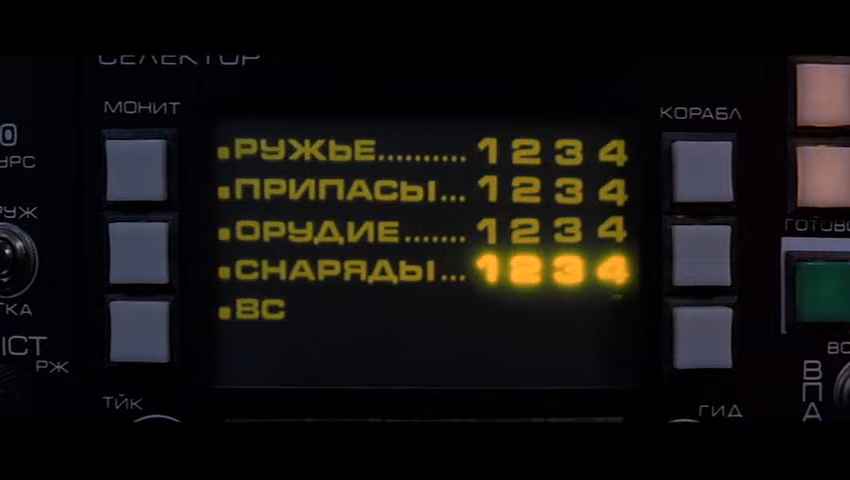 СЕЛЕКТОР
МОНИТ
КОРАБЛ
.РУЖЬЕ.......... 1 2 3 4
.ПРИПАСЫ... 1 2 3 4
.ОРУДИЕ....... 1 2 3 4
.СНАРЯДЫ... 1 2 3 4
.ВС
РЖ
ТЙК
ГИД
ВПА